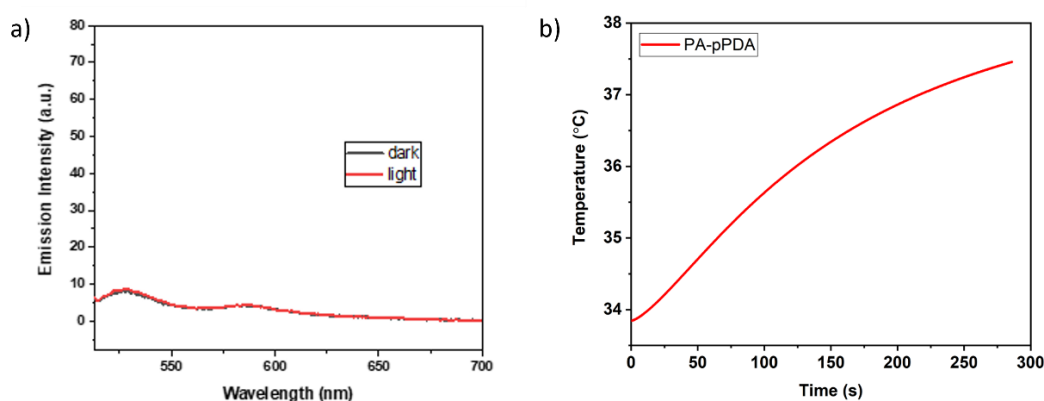 a)
80
70
60
50
40
30
20
10
0
Emission Intensity (a.u.)
dark
light
550
600
650
700
Wavelength (nm)
b)
38
37
36
35
34
Temperature (°C)
PA-pPDA
0
50
100
150
200
250
300
Time (s)